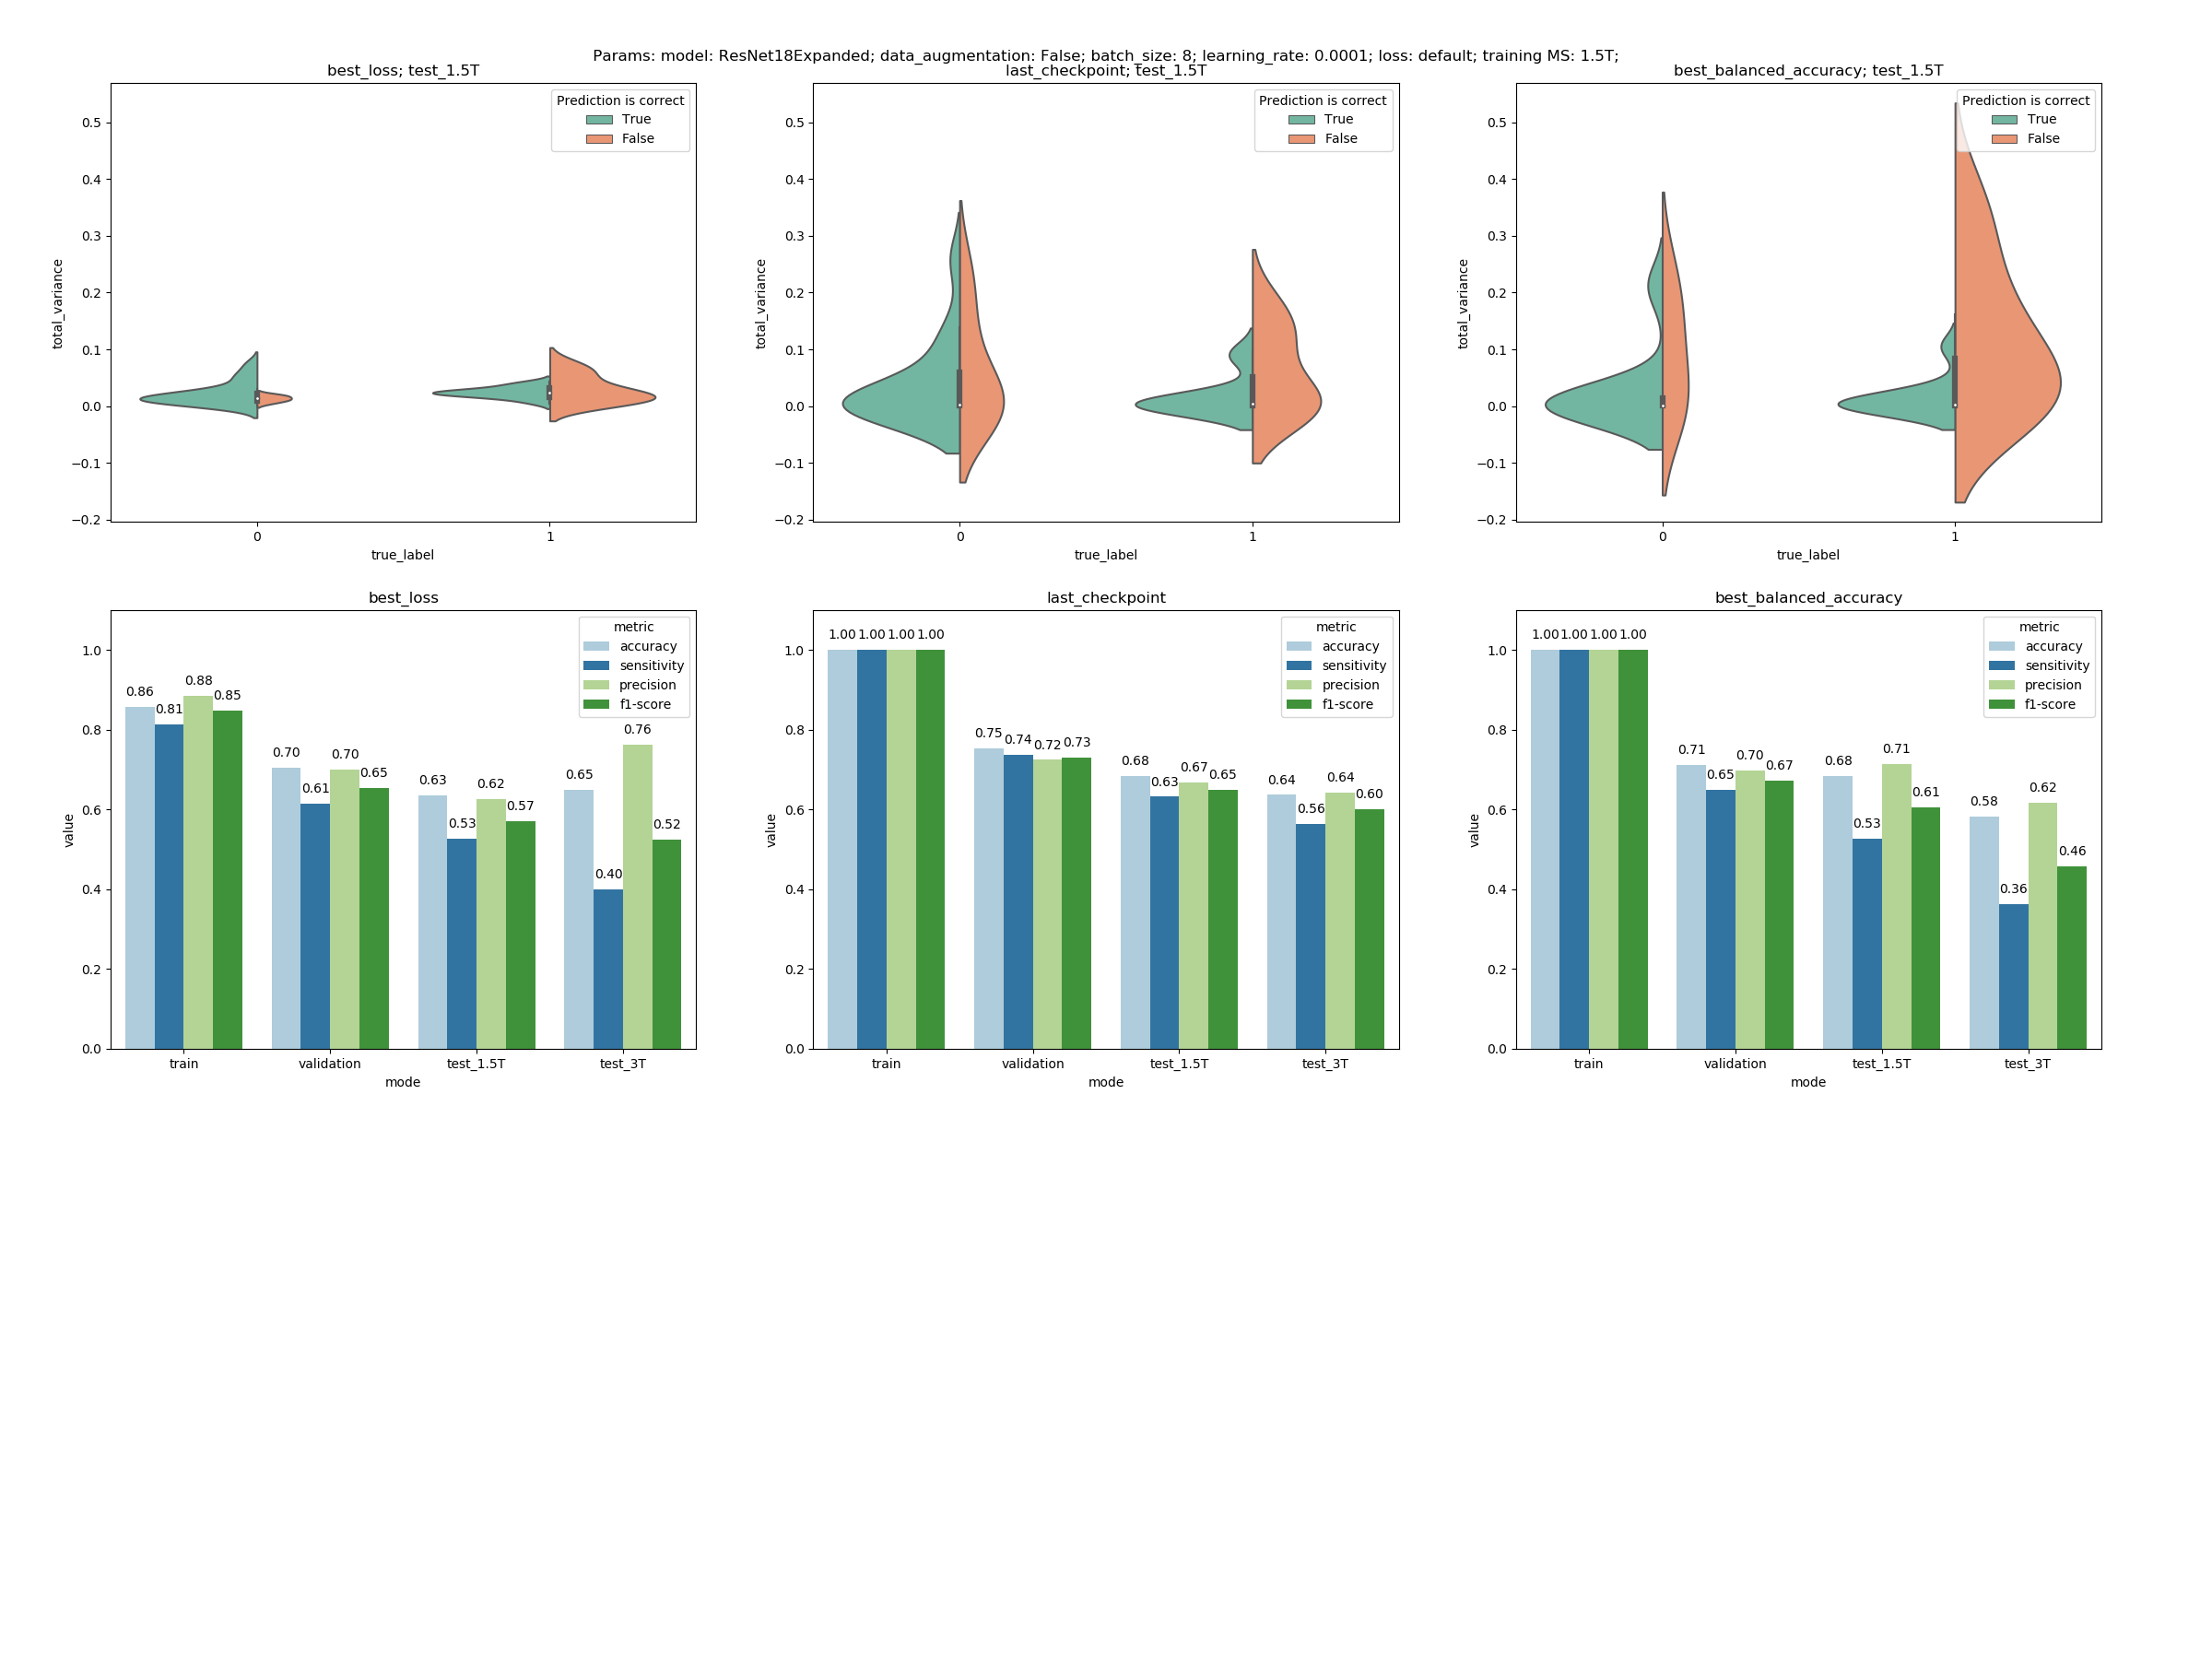 Params: model: ResNet18Expanded; data_augmentation: False; batch_size: 8; learning_rate: 0.0001; loss: default; training MS: 1.5T;
best_loss; test_1.5T
Prediction is correct
True
False
0.5
0.4
0.3
0.2
0.1
0.0
−0.1
−0.2
total_variance
0 1
true_label
last_checkpoint; test_1.5T
Prediction is correct
True
False
0.5
0.4
0.3
0.2
0.1
0.0
−0.1
−0.2
total_variance
0 1
true_label
best_balanced_accuracy; test_1.5T
Prediction is correct
True
False
0.5
0.4
0.3
0.2
0.1
0.0
−0.1
−0.2
total_variance
0 1
true_label
best_loss
metric
accuracy
sensitivity
precision
f1-score
1.0
0.8
0.6
0.4
0.2
0.0
value
0.86 0.81 0.88 0.85
0.70 0.61 0.70 0.65
0.63 0.53 0.62 0.57
0.65 0.40 0.76 0.52
train validation test_1.5T test_3T
mode
last_checkpoint
metric
accuracy
sensitivity
precision
f1-score
1.0
0.8
0.6
0.4
0.2
0.0
value
1.00 1.00 1.00 1.00
0.75 0.74 0.72 0.73
0.68 0.63 0.67 0.65
0.64 0.56 0.64 0.60
train validation test_1.5T test_3T
mode
best_balanced_accuracy
metric
accuracy
sensitivity
precision
f1-score
1.0
0.8
0.6
0.4
0.2
0.0
value
1.00 1.00 1.00 1.00
0.71 0.65 0.70 0.67
0.68 0.53 0.71 0.61
0.58 0.36 0.62 0.46
train validation test_1.5T test_3T
mode